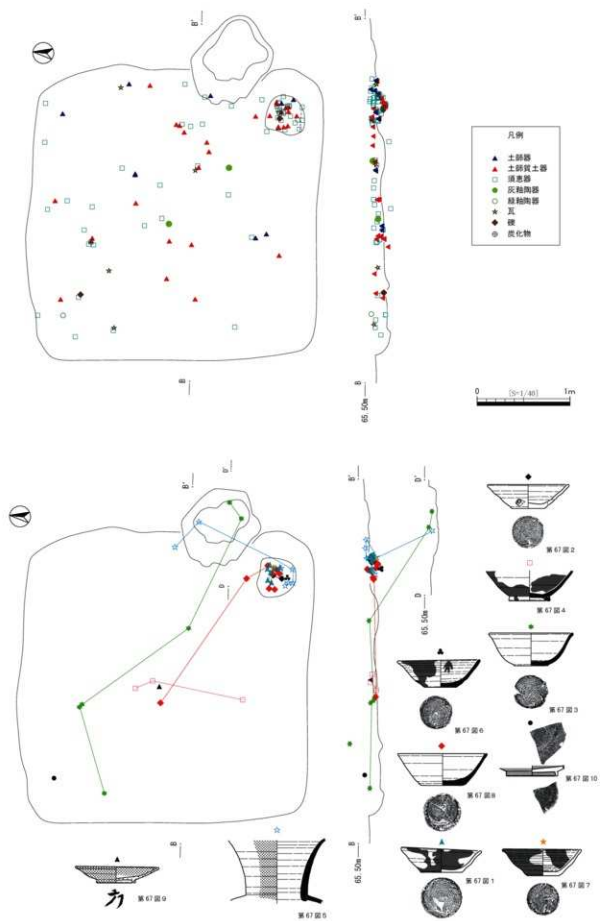 B'
B'
凡例
土師器
土師質土器
須恵器
灰釉陶器
緑釉陶器
瓦
礫
炭化物
B
B
65.50m
0 [S=1/40] 1m
D'
B'
B'
D'
第67図2
D
D
65.50m
第67図4
第67図3
第67図6
第67図10
第67図8
B
B
65.50m
第67図9
第67図5
第67図1
第67図7